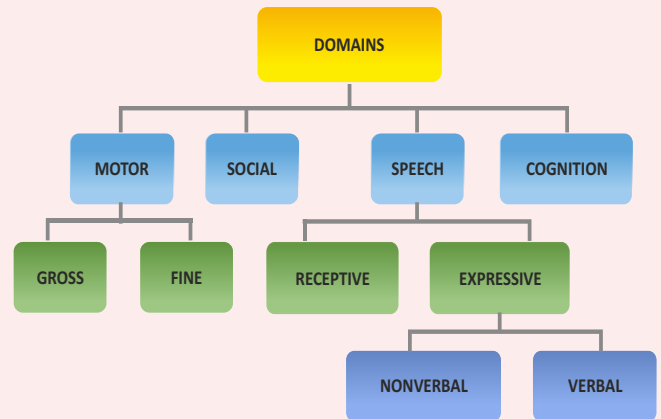 DOMAINS
MOTOR
SOCIAL
SPEECH
COGNITION
GROSS
FINE
RECEPTIVE
EXPRESSIVE
NONVERBAL
VERBAL